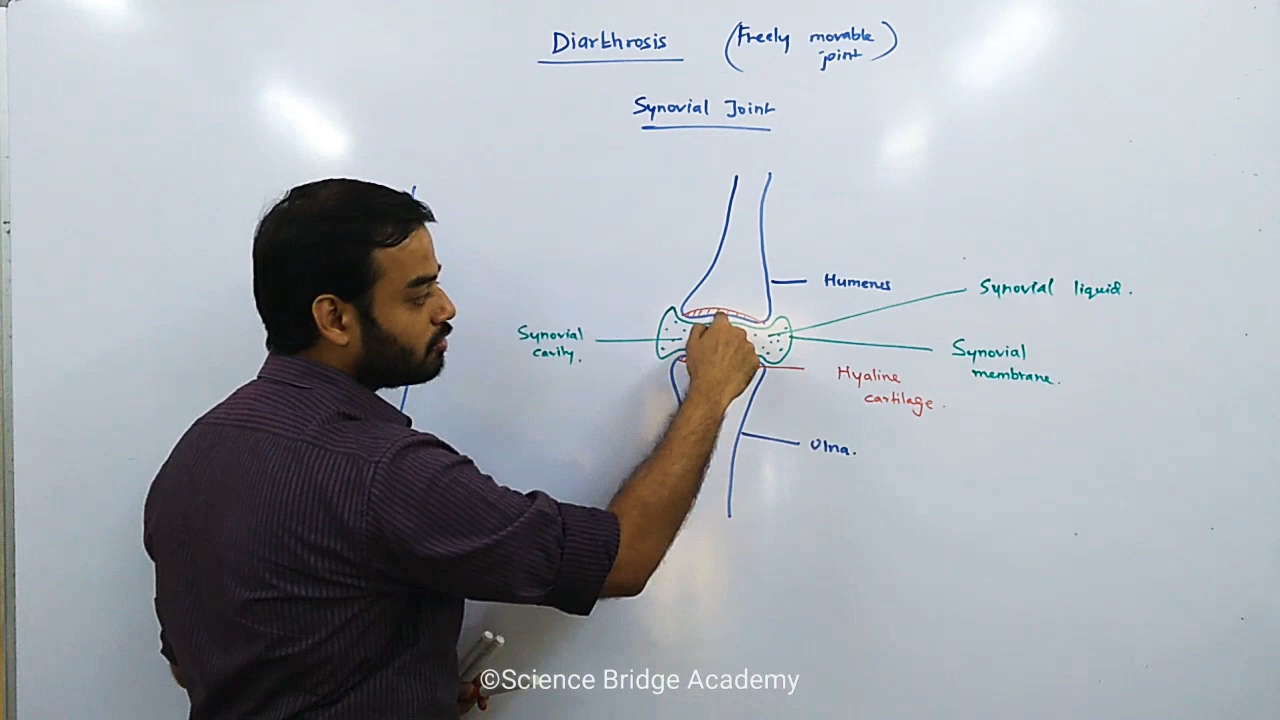 Diarthrosis (Freely movable
joint)
Synovial Joint
Humerus
Synovial liquid.
Synovial
cavity.
Synovial
membrane.
Hyaline
cartilage.
Ulna.
©Science Bridge Academy